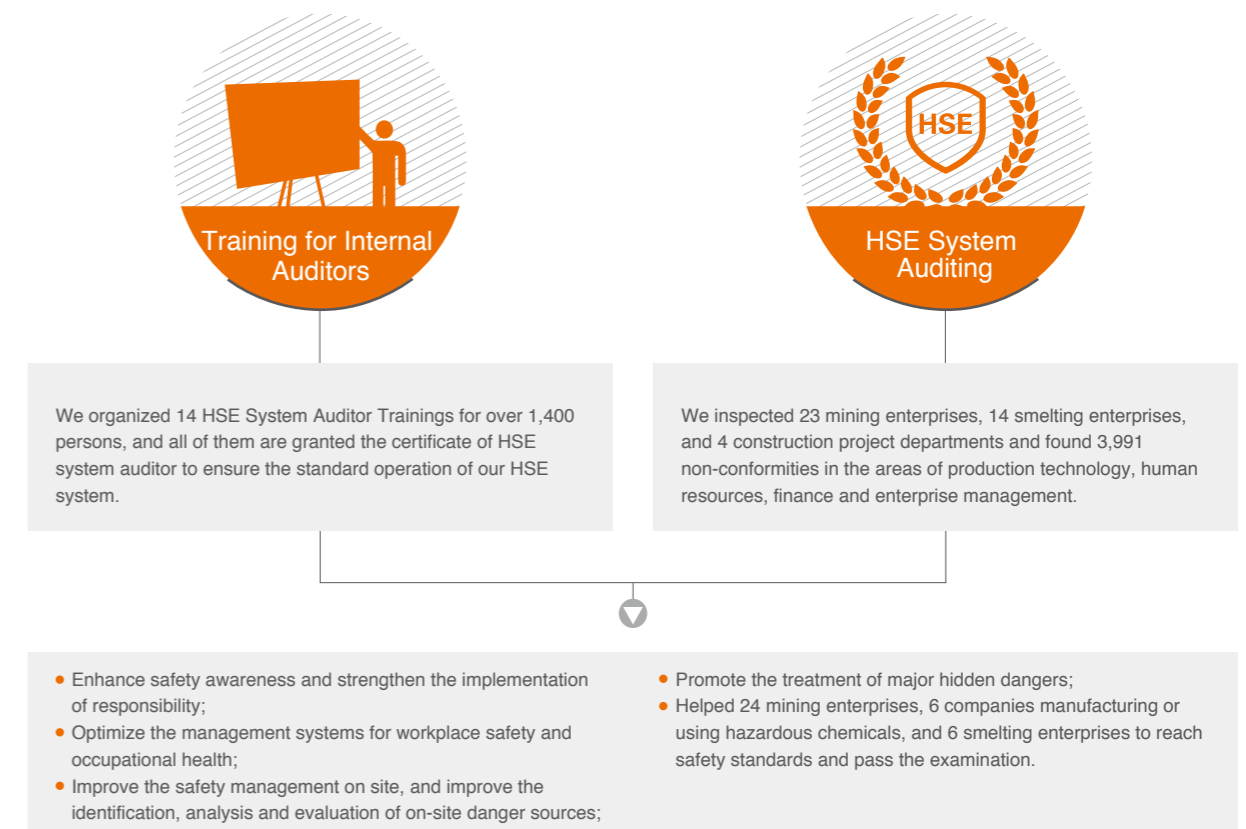 HSE
Training for Internal
Auditors
HSE System
Auditing
We organized 14 HSE System Auditor Trainings for over 1,400
persons, and all of them are granted the certificate of HSE
system auditor to ensure the standard operation of our HSE
system.
We inspected 23 mining enterprises, 14 smelting enterprises,
and 4 construction project departments and found 3,991
non-conformities in the areas of production technology, human
resources, finance and enterprise management.
• Enhance safety awareness and strengthen the implementation
of responsibility;
• Optimize the management systems for workplace safety and
occupational health;
• Improve the safety management on site, and improve the
identification, analysis and evaluation of on-site danger sources;
• Promote the treatment of major hidden dangers;
• Helped 24 mining enterprises, 6 companies manufacturing or
using hazardous chemicals, and 6 smelting enterprises to reach
safety standards and pass the examination.